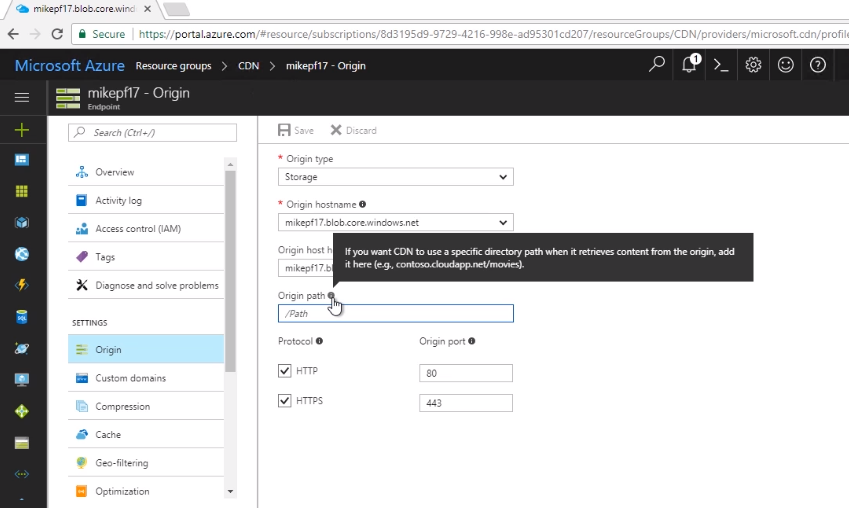 mikepf17.blob.core.wind
Secure
https://portal.azure.com/#resource/subscriptions/8d3195d9-9729-4216-998e-ad95301cd207/resourceGroups/CDN/providers/microsoft.cdn/profile
Microsoft Azure
Resource groups > CDN > mikepf17 - Origin
1
mikepf17 - Origin
Endpoint
Search (Ctrl+/)
Overview
Activity log
Access control (IAM)
Tags
Diagnose and solve problems
SETTINGS
Origin
Custom domains
Compression
Cache
Geo-filtering
Optimization
Save
Discard
* Origin type
Storage
* Origin hostname
mikepf17.blob.core.windows.net
Origin host h
mikepf17.bl
If you want CDN to use a specific directory path when it retrieves content from the origin, add
it here (e.g., contoso.cloudapp.net/movies).
Origin path
/Path
Protocol
Origin port
HTTP
80
HTTPS
443